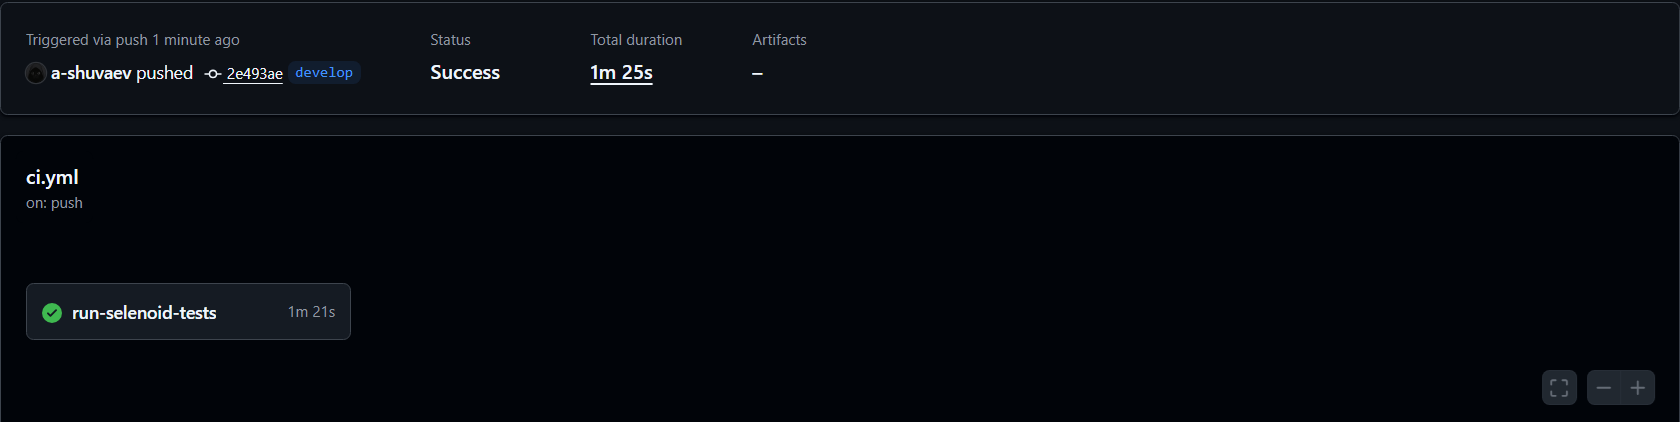 Triggered via push 1 minute ago
a-shuvaev pushed 2e493ae develop
Status
Success
Total duration
1m 25s
Artifacts
–
ci.yml
on: push
run-selenoid-tests 1m 21s